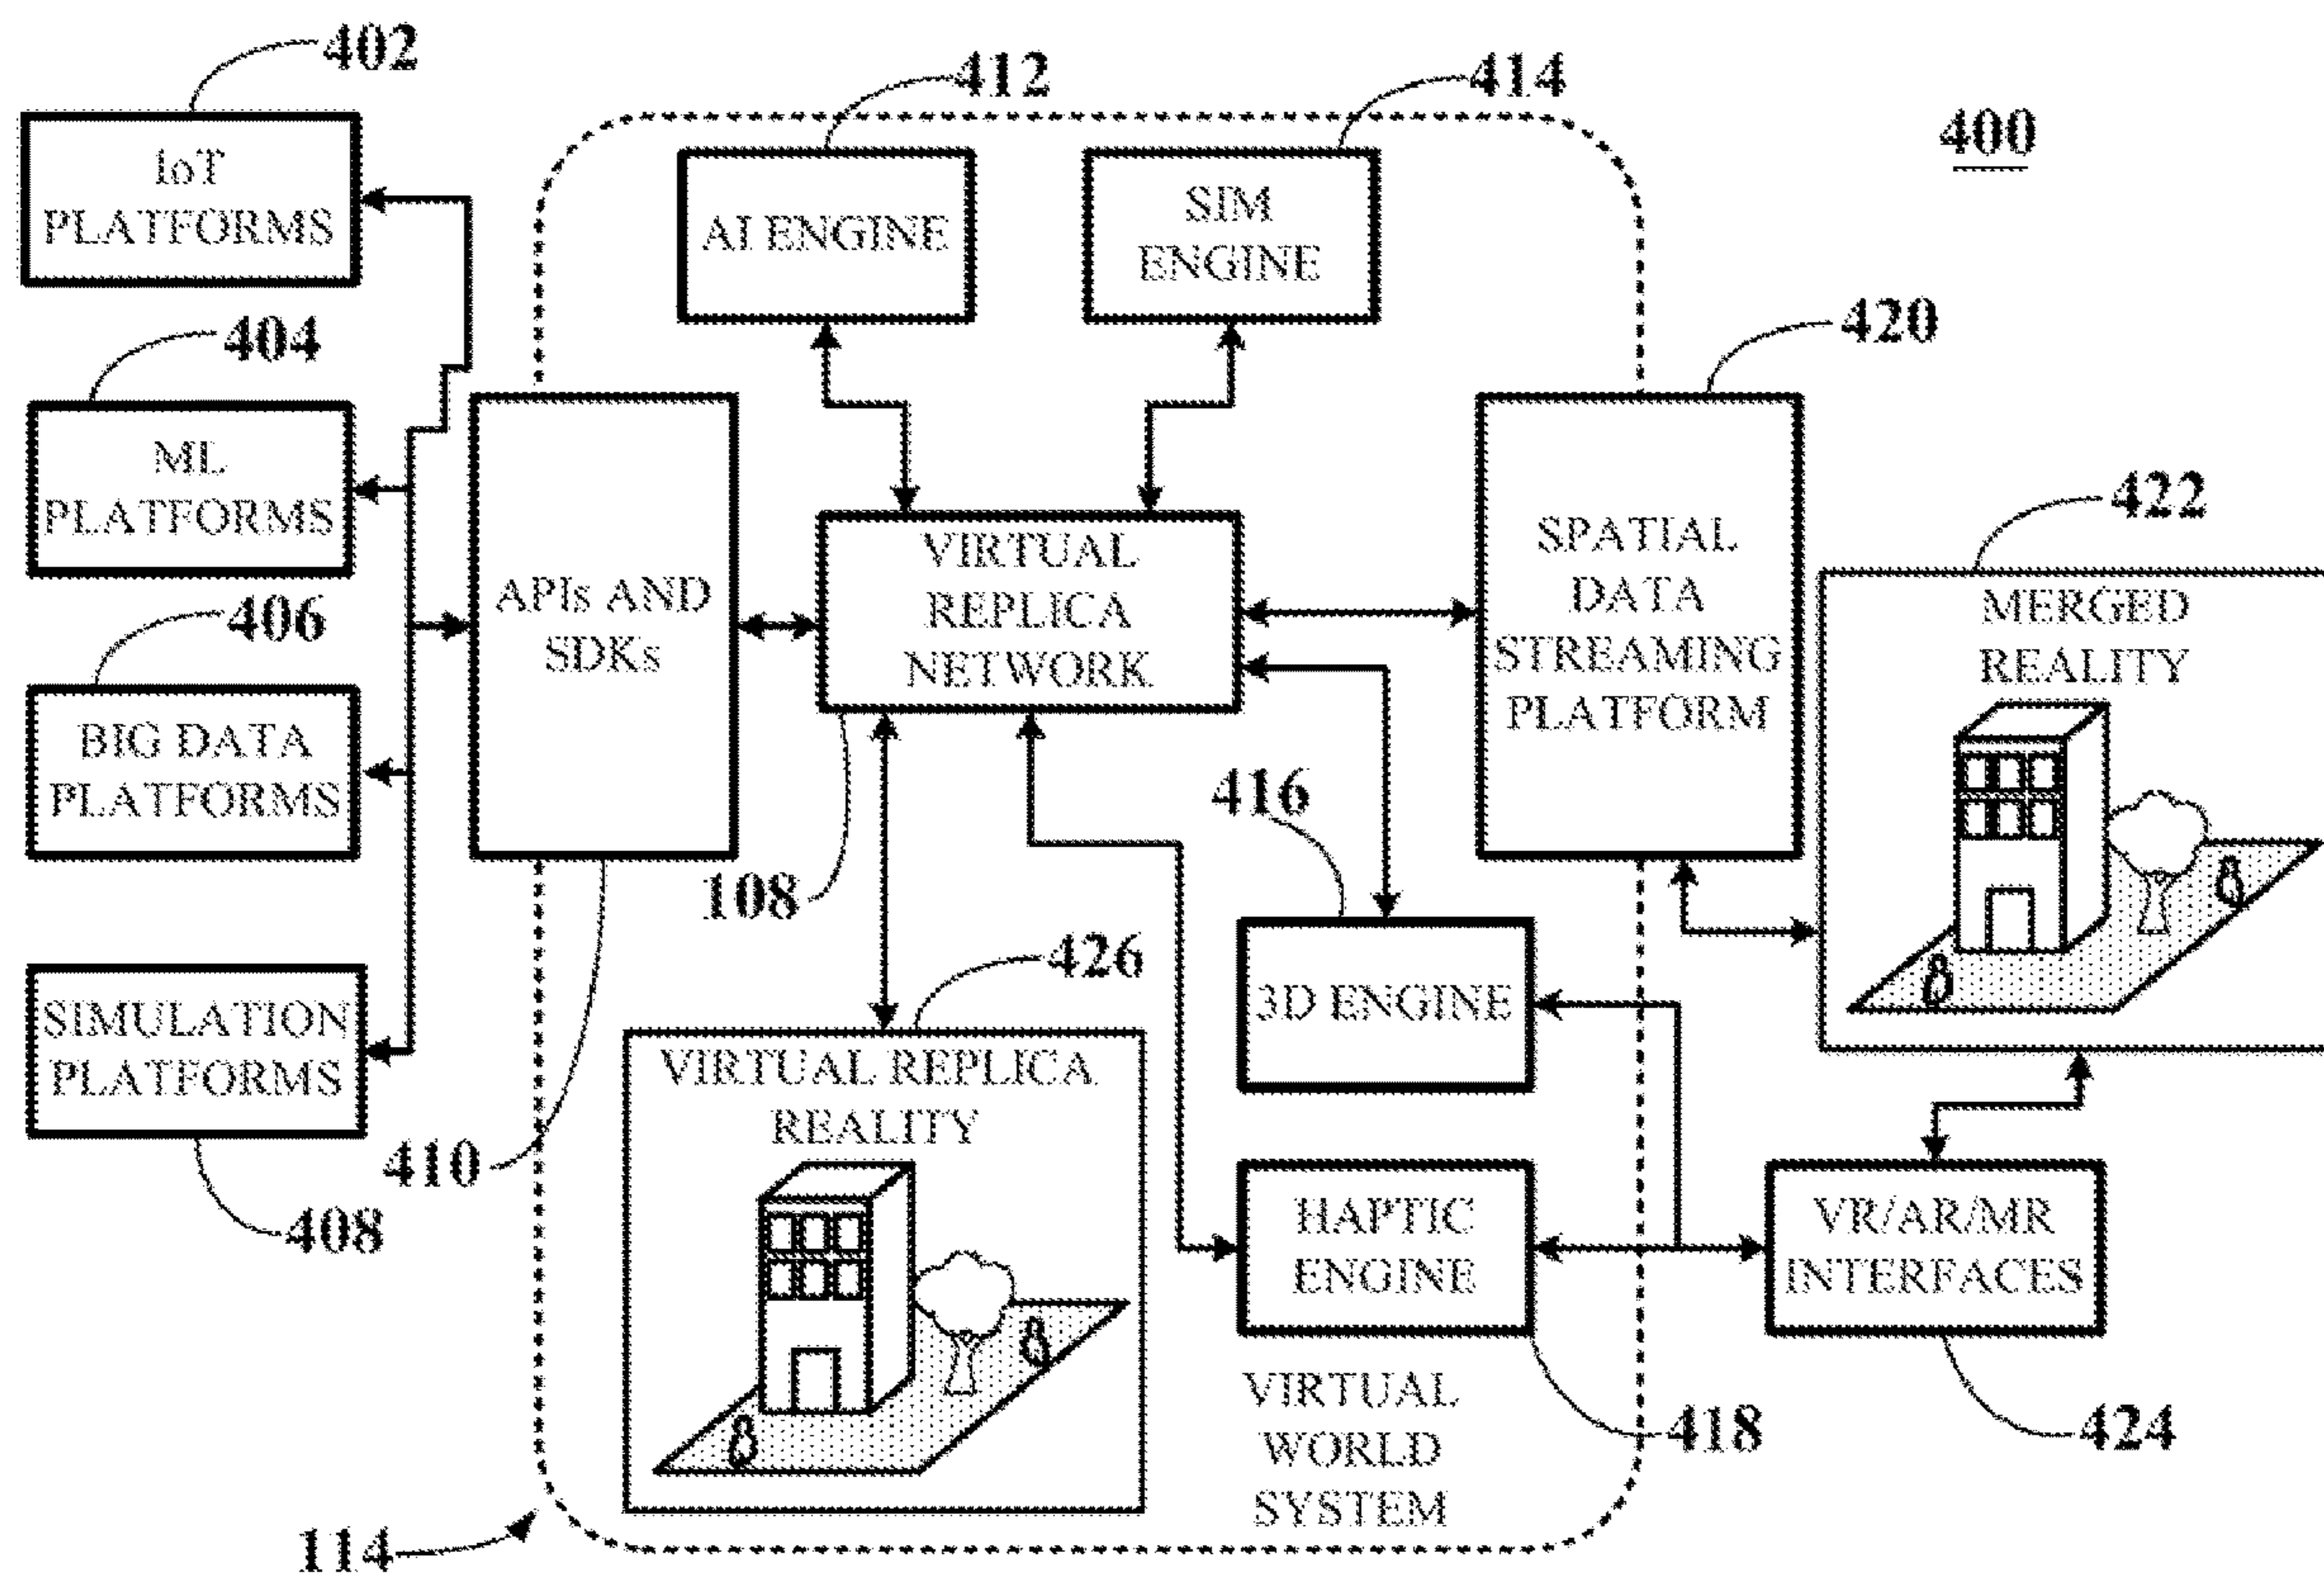 402
412
414
400
IoT
PLATFORMS
AI ENGINE
SIM
ENGINE
404
420
ML
PLATFORMS
422
406
APIs AND
SDKs
VIRTUAL
REPLICA
NETWORK
SPATIAL
DATA
STREAMING
PLATFORM
MERGED
REALITY
BIG DATA
PLATFORMS
416
108
426
SIMULATION
PLATFORMS
3D ENGINE
VIRTUAL REPLICA
REALITY
410
408
HAPTIC
ENGINE
VR/AR/MR
INTERFACES
VIRTUAL
WORLD
SYSTEM
418
424
114